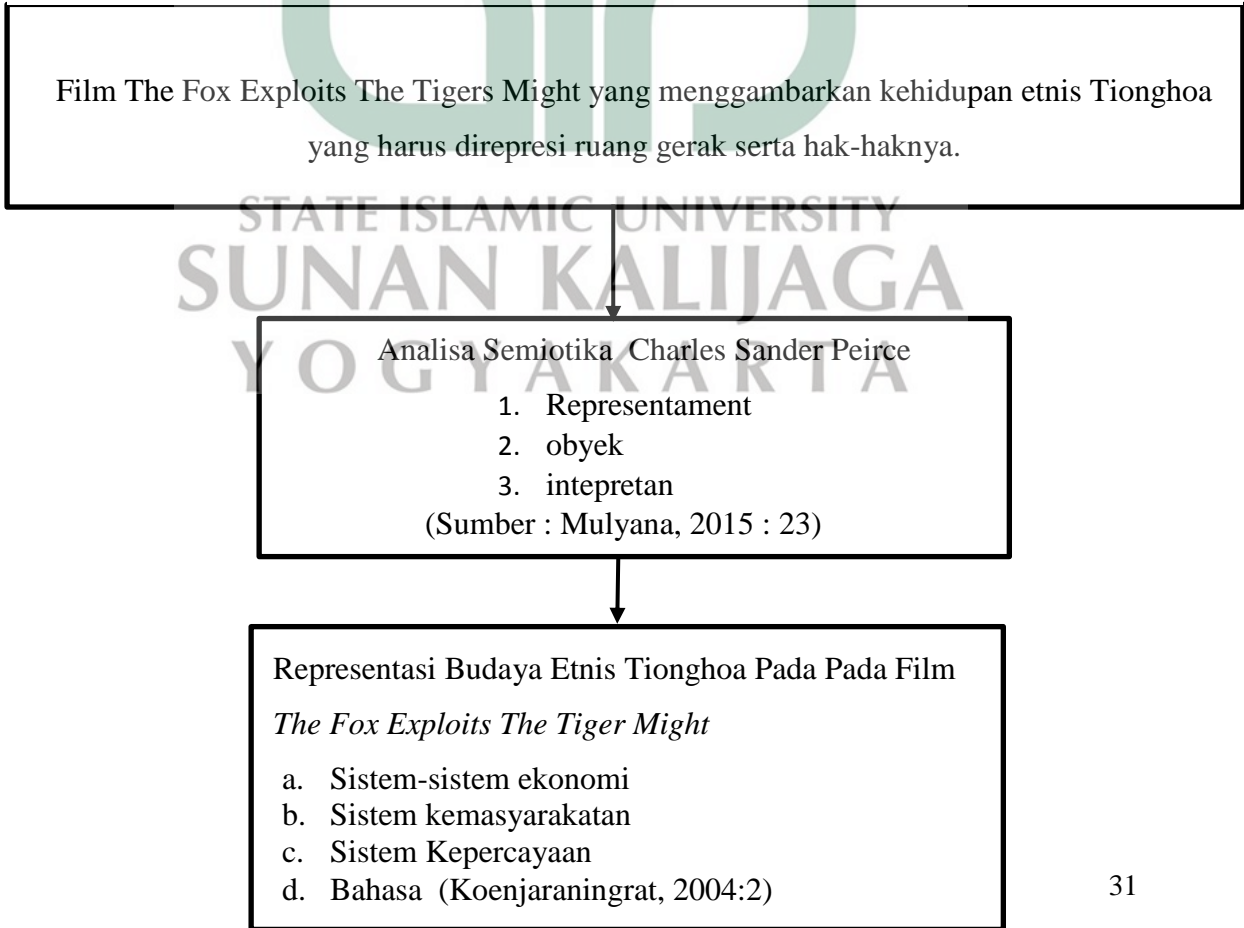 Film The Fox Exploits The Tigers Might yang menggambarkan kehidupan etnis Tionghoa
yang harus direpresi ruang gerak serta hak-haknya.
STATE ISLAMIC UNIVERSITY
SUNAN KALIJAGA
YOGYAKARTA
Analisa Semiotika Charles Sander Peirce
1. Representament
2. obyek
3. intepretan
(Sumber : Mulyana, 2015 : 23)
Representasi Budaya Etnis Tionghoa Pada Pada Film
The Fox Exploits The Tiger Might
a. Sistem-sistem ekonomi
b. Sistem kemasyarakatan
c. Sistem Kepercayaan
d. Bahasa (Koenjaraningrat, 2004:2)
31